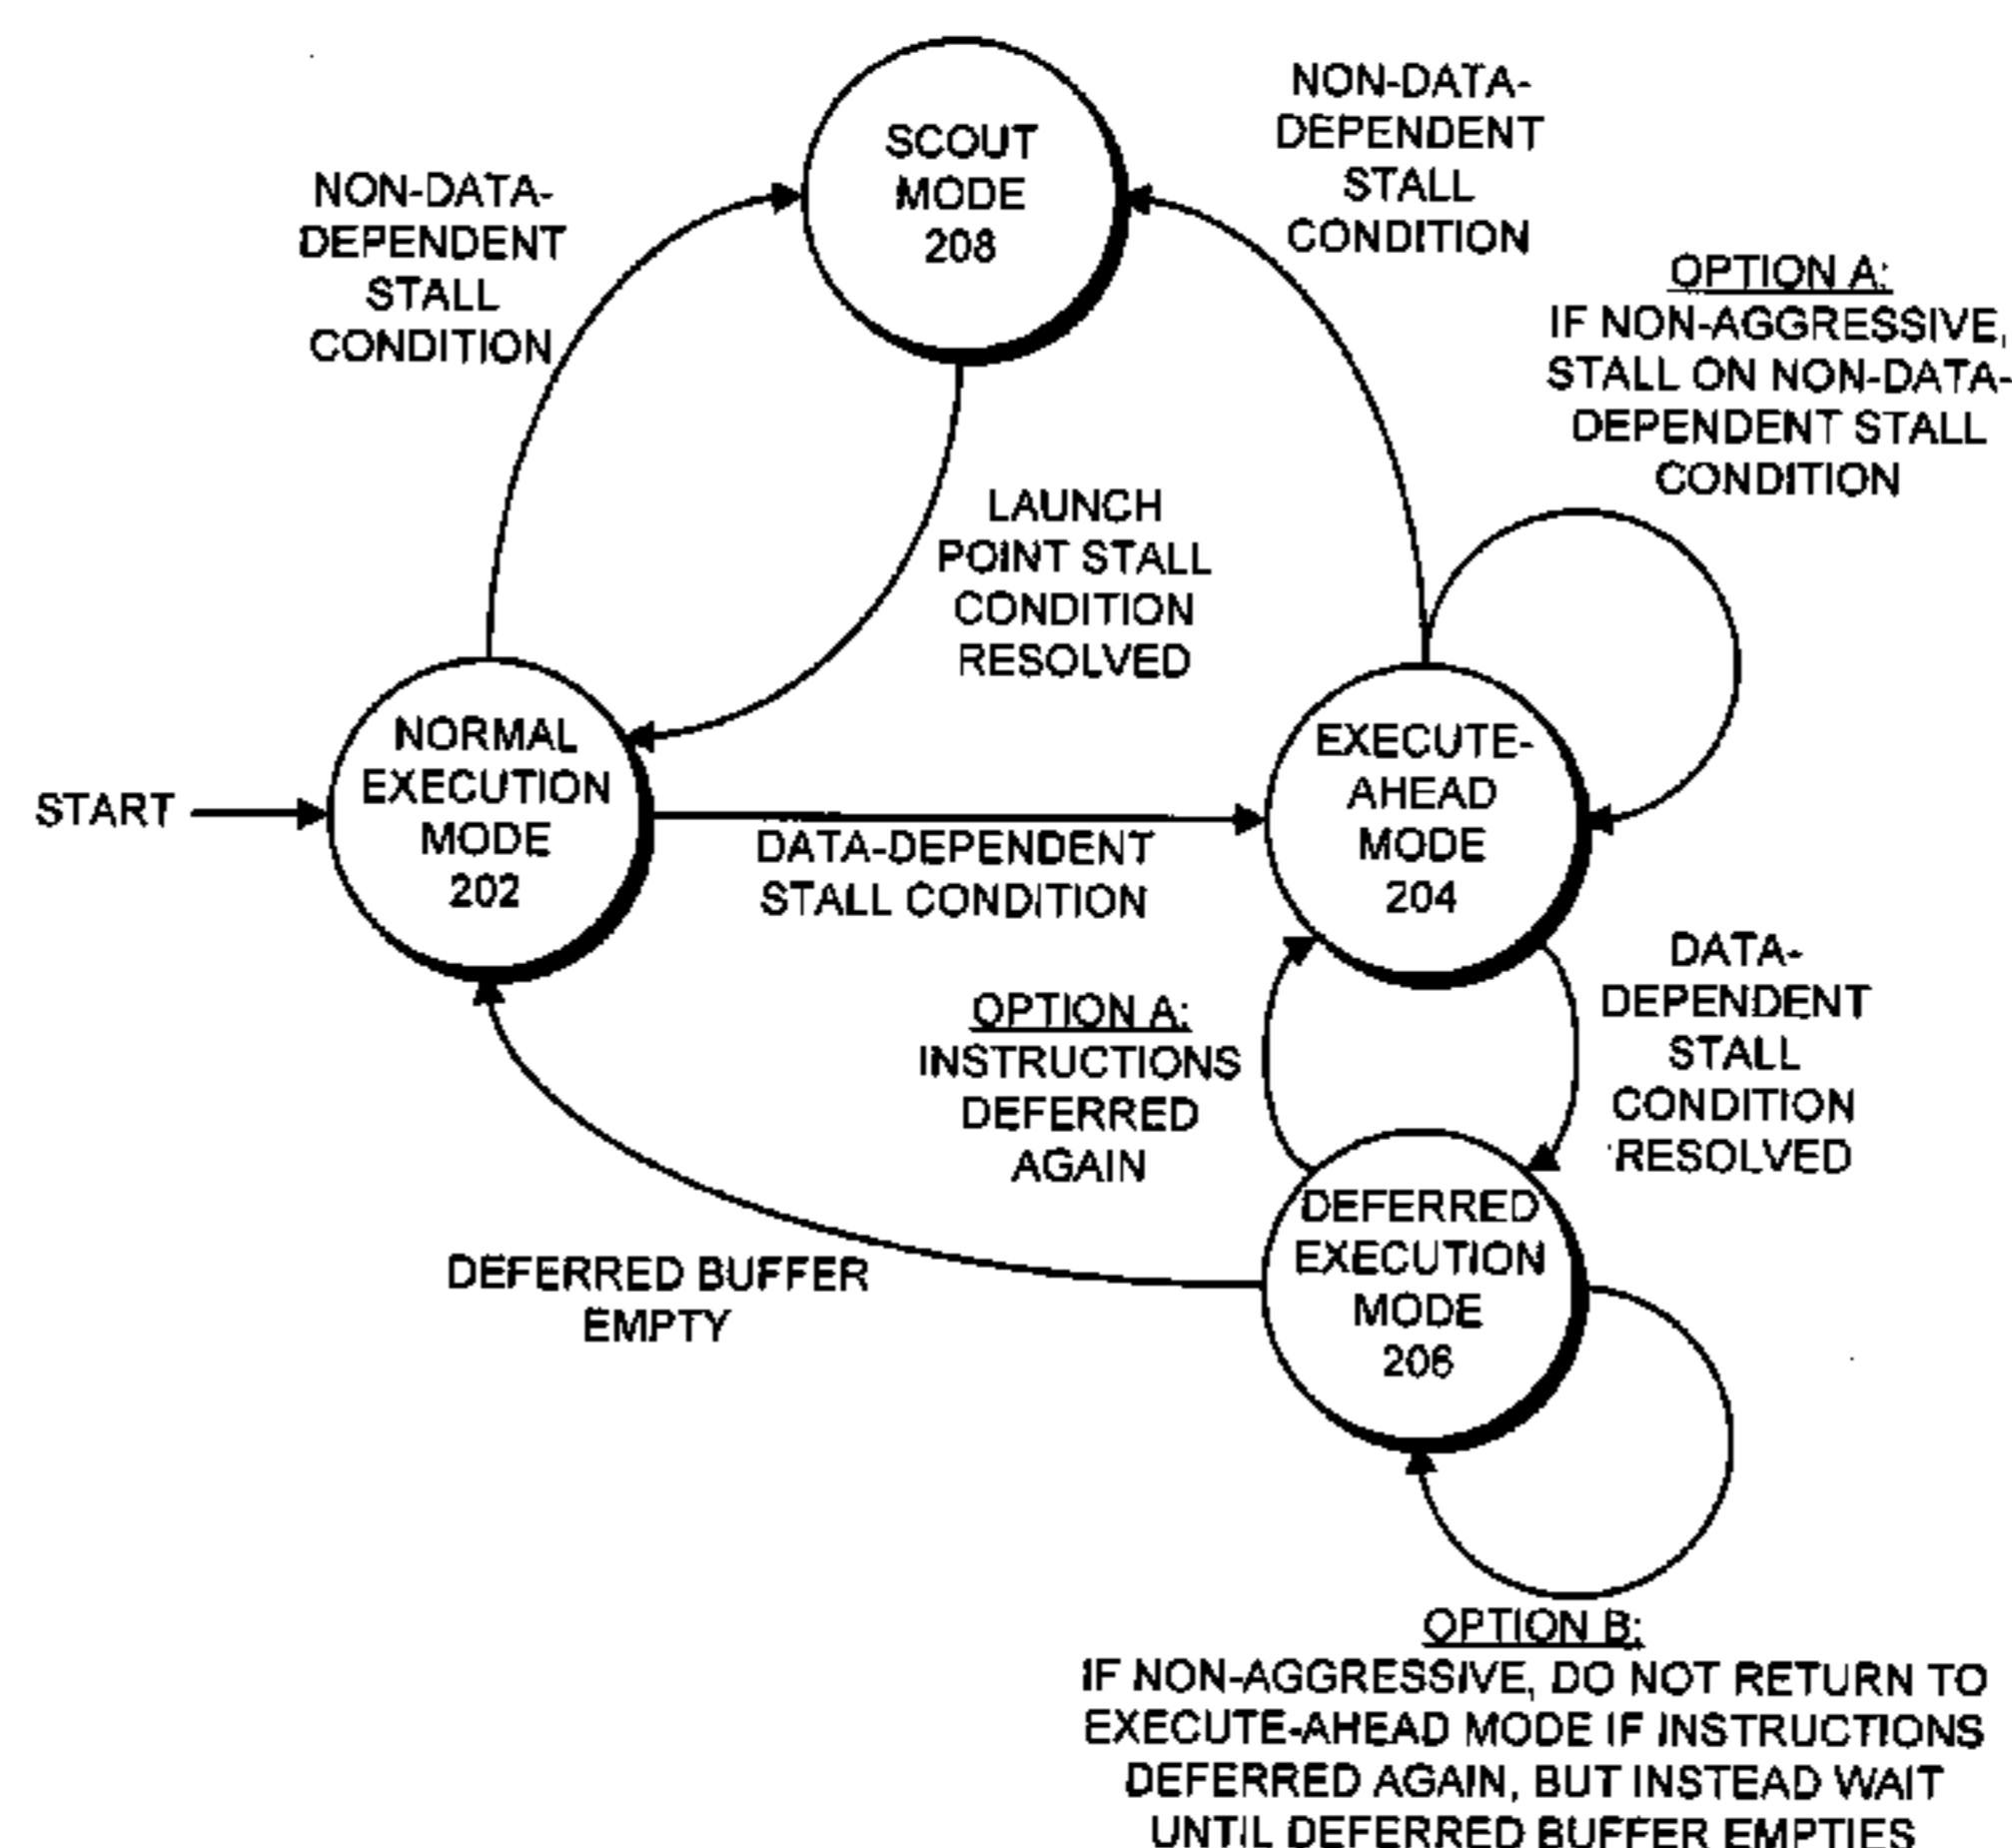 SCOUT
MODE
208
NON-DATA-
DEPENDENT
STALL
CONDITION
NON-DATA-
DEPENDENT
STALL
CONDITION
OPTION A:
IF NON-AGGRESSIVE,
STALL ON NON-DATA-
DEPENDENT STALL
CONDITION
LAUNCH
POINT STALL
CONDITION
RESOLVED
START
NORMAL
EXECUTION
MODE
202
DATA-DEPENDENT
STALL CONDITION
EXECUTE-
AHEAD
MODE
204
OPTION A:
INSTRUCTIONS
DEFERRED
AGAIN
DATA-
DEPENDENT
STALL
CONDITION
RESOLVED
DEFERRED BUFFER
EMPTY
DEFERRED
EXECUTION
MODE
206
OPTION B:
IF NON-AGGRESSIVE, DO NOT RETURN TO
EXECUTE-AHEAD MODE IF INSTRUCTIONS
DEFERRED AGAIN, BUT INSTEAD WAIT
UNTIL DEFERRED BUFFER EMPTIES